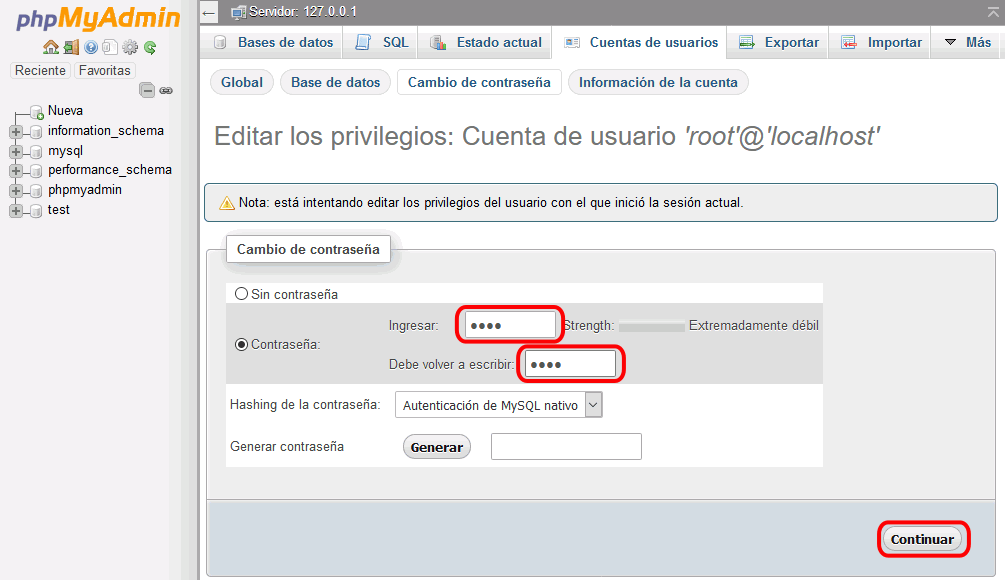 phpMyAdmin
Reciente Favoritas
Nueva
information_schema
mysql
performance_schema
phpmyadmin
test
Servidor: 127.0.0.1
Bases de datos SQL Estado actual Cuentas de usuarios Exportar Importar Más
Global Base de datos Cambio de contraseña Información de la cuenta
Editar los privilegios: Cuenta de usuario 'root'@'localhost'
Nota: está intentando editar los privilegios del usuario con el que inició la sesión actual.
Cambio de contraseña
Sin contraseña
Contraseña:
Ingresar: •••• Strength: Extremadamente débil
Debe volver a escribir: ••••
Hashing de la contraseña: Autenticación de MySQL nativo
Generar contraseña Generar
Continuar